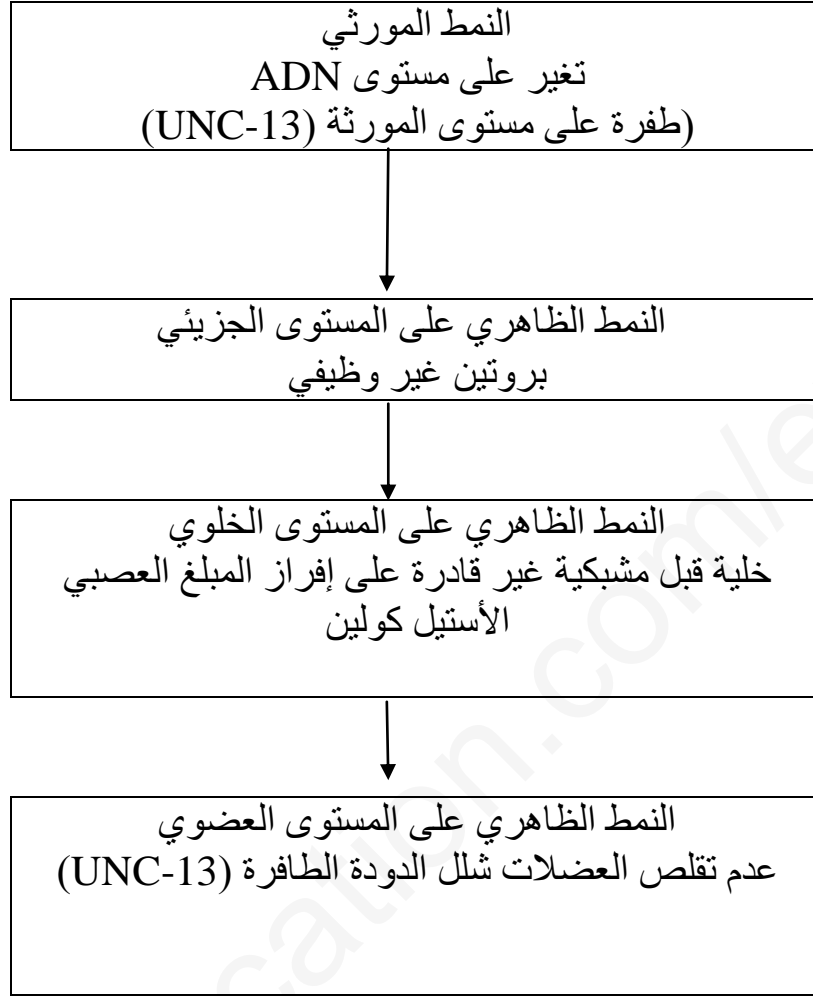 النمط المورثي
تغير على مستوى ADN
(طفرة على مستوى المورثة (UNC-13)
النمط الظاهري على المستوى الجزيئي
بروتين غير وظيفي
النمط الظاهري على المستوى الخلوي
خلية قبل مشبكية غير قادرة على إفراز المبلغ العصبي
الأستيل كولين
النمط الظاهري على المستوى العضوي
عدم تقلص العضلات شلل الدودة الطافرة (UNC-13)